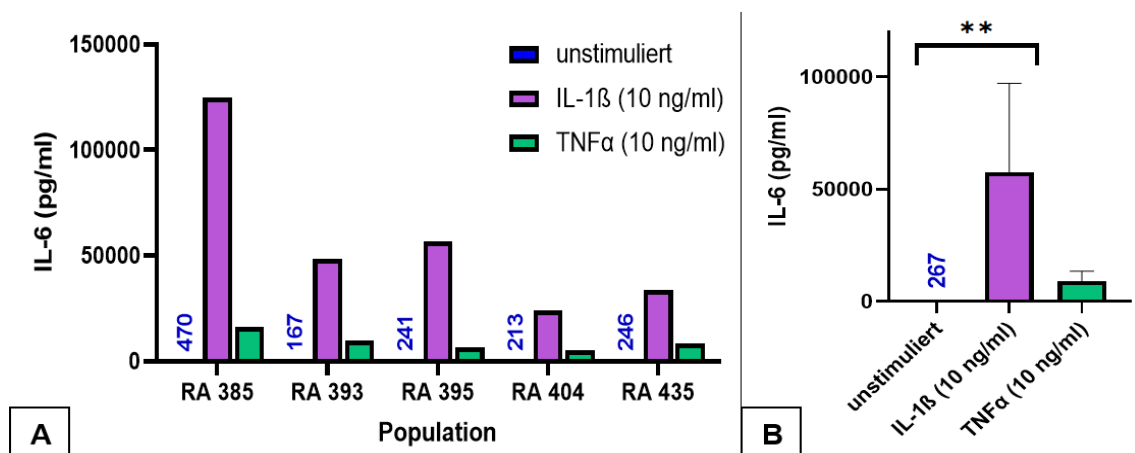 150000
100000
50000
0
IL-6 (pg/ml)
unstimuliert
IL-1ß (10 ng/ml)
TNFα (10 ng/ml)
470
167
241
213
246
RA 385
RA 393
RA 395
RA 404
RA 435
Population
A
**
100000
50000
0
IL-6 (pg/ml)
267
unstimuliert
IL-1ß (10 ng/ml)
TNFα (10 ng/ml)
B